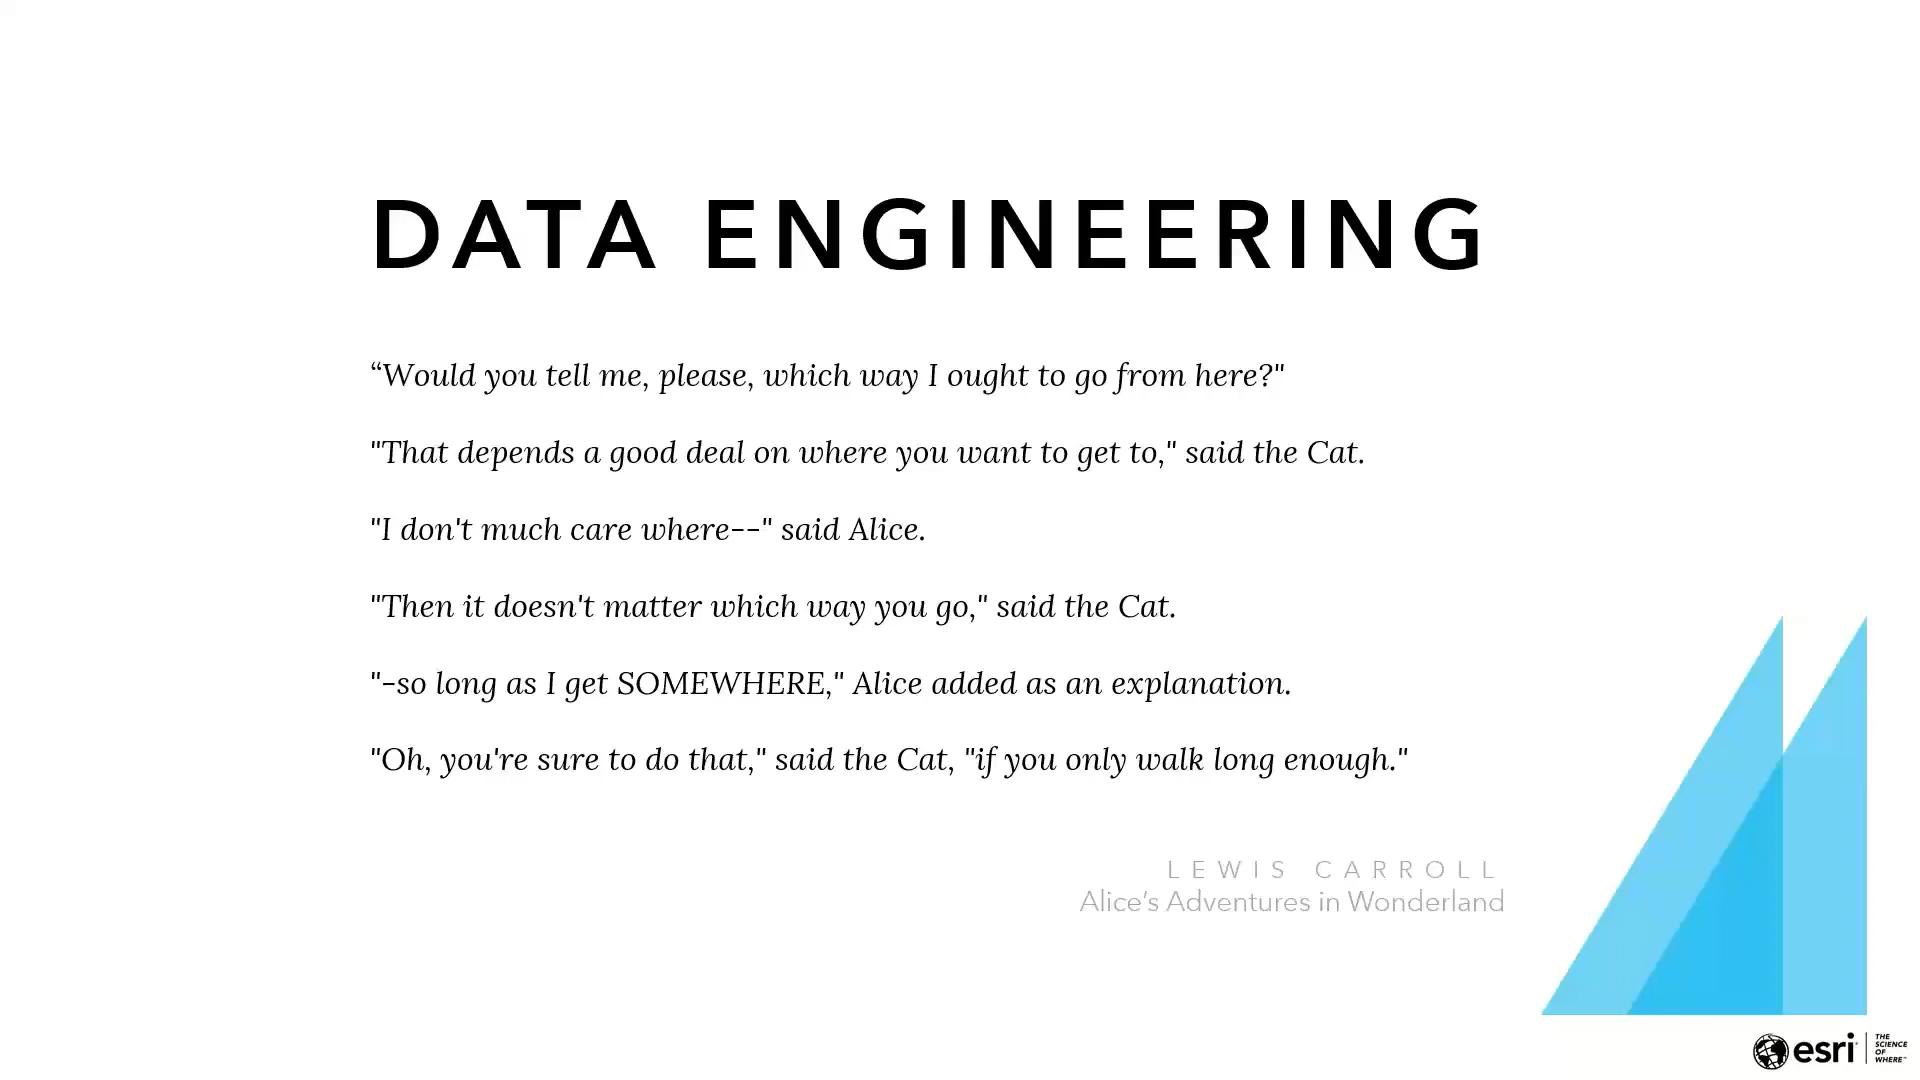 DATA ENGINEERING
“Would you tell me, please, which way I ought to go from here?"
"That depends a good deal on where you want to get to," said the Cat.
"I don't much care where--" said Alice.
"Then it doesn't matter which way you go," said the Cat.
"-so long as I get SOMEWHERE," Alice added as an explanation.
"Oh, you're sure to do that," said the Cat, "if you only walk long enough."
LEWIS CARROLL
Alice’s Adventures in Wonderland
esri
THE
SCIENCE
OF
WHERE™